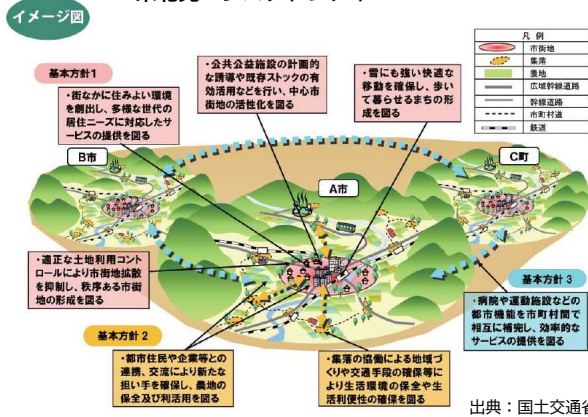 イメージ図
基本方針1
・街なかに住みよい環境
を創出し、多様な世代の
居住ニーズに対応したサ
ービスの提供を図る
・公共公益施設の計画的
な誘導や既存ストックの有
効活用などを行い、中心市
街地の活性化を図る
・雪にも強い快適な
移動を確保し、歩い
て暮らせるまちの形
成を図る
凡例
市街地
集落
農地
広域幹線道路
幹線道路
市町村道
鉄道
B市
A市
C町
・適正な土地利用コント
ロールにより市街地拡散
を抑制し、秩序ある市街
地の形成を図る
基本方針2
・都市住民や企業等との
連携、交流により新たな
担い手を確保し、農地の
保全及び利活用を図る
・集落の協働による地域づ
くりや交通手段の確保等に
より生活環境の保全や生
活利便性の確保を図る
基本方針3
・病院や運動施設などの
都市機能を市町村間で
相互に補完し、効率的な
サービスの提供を図る
出典：国土交通省